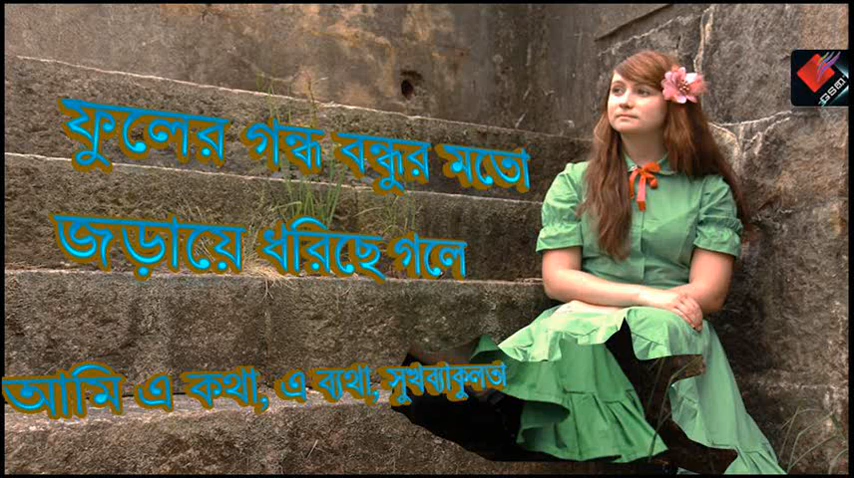 ফুলের গন্ধ বন্ধুর মতো
জড়ায়ে ধরিছে গলে
আমি এ কথা, এ ব্যথা, সুখব্যাকুলতা